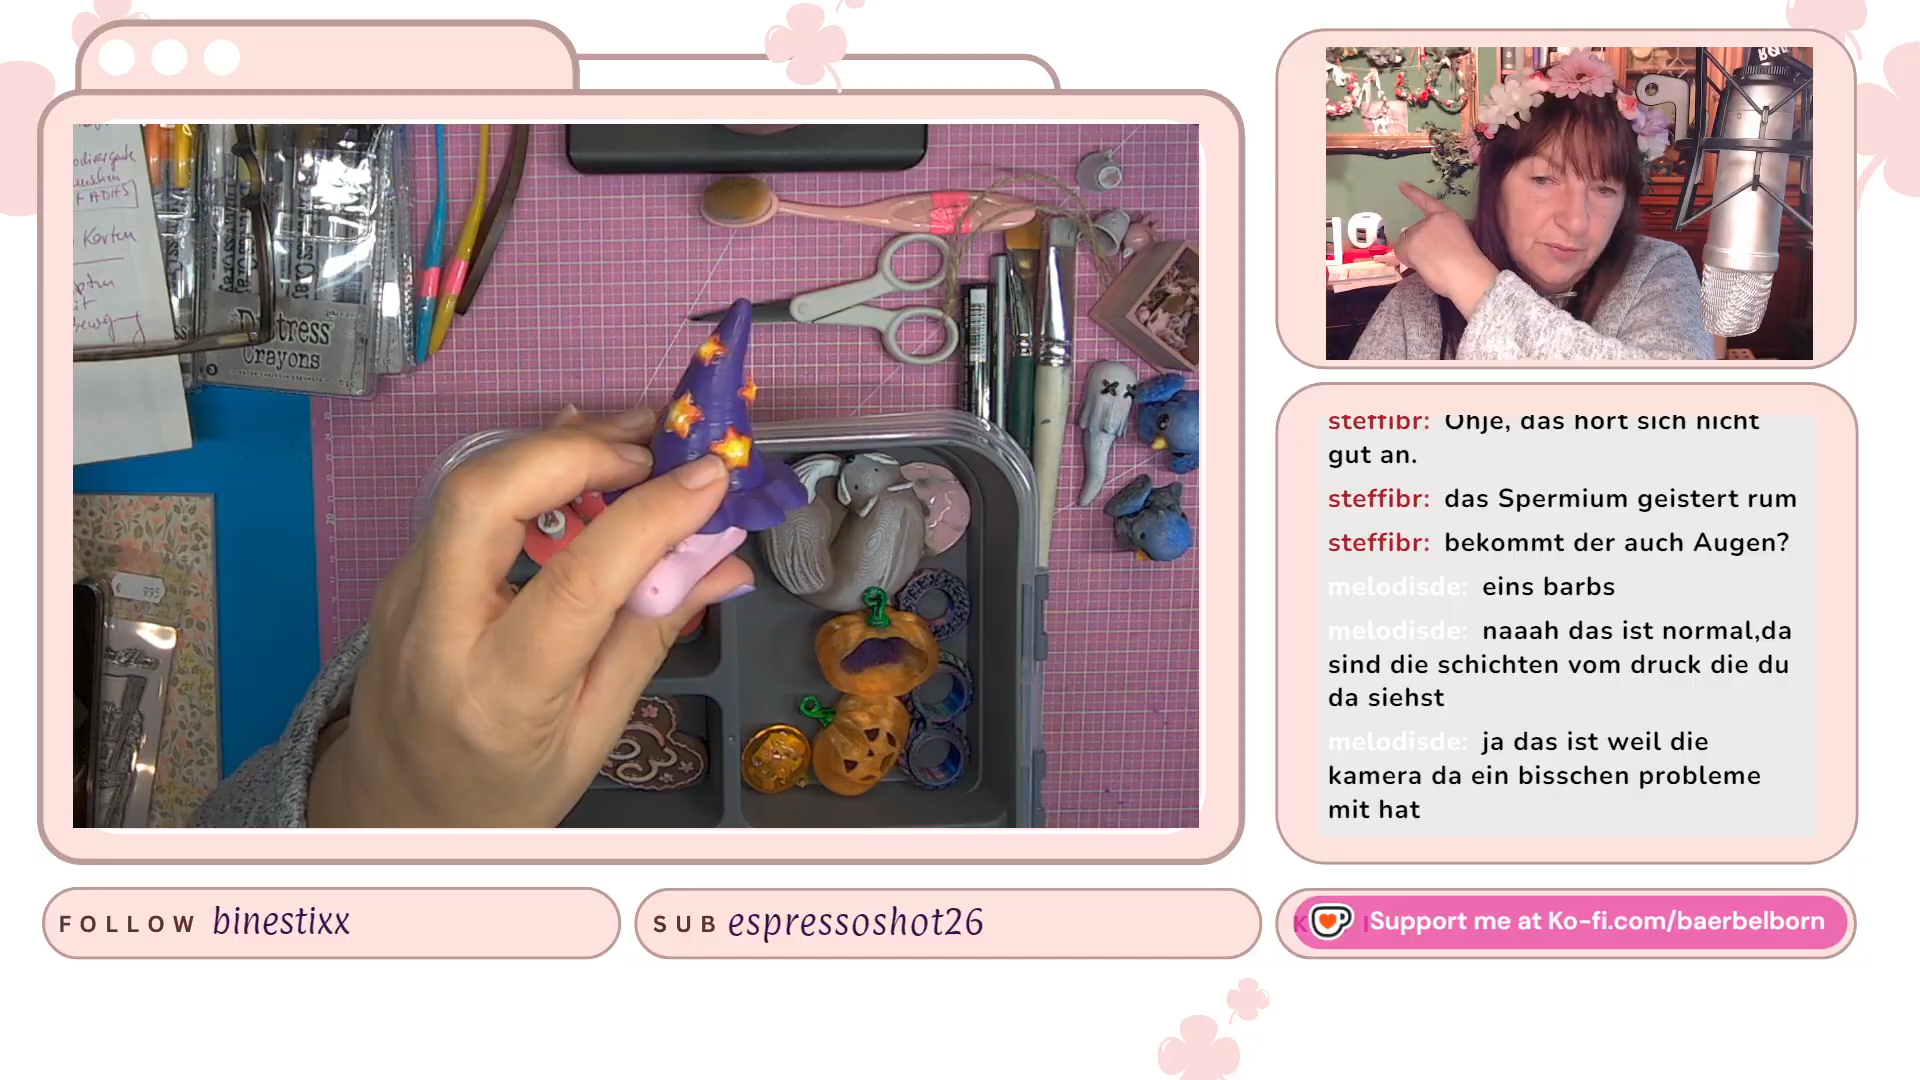 + ADHS
Karten
Distress
Crayons
€ 9.95
steffibr: Ohje, das hört sich nicht
gut an.
steffibr: das Spermium geistert rum
steffibr: bekommt der auch Augen?
melodisde: eins barbs
melodisde: naaah das ist normal,da
sind die schichten vom druck die du
da siehst
melodisde: ja das ist weil die
kamera da ein bisschen probleme
mit hat
FOLLOW binestixx
SUB espressoshot26
Support me at Ko-fi.com/baerbelborn